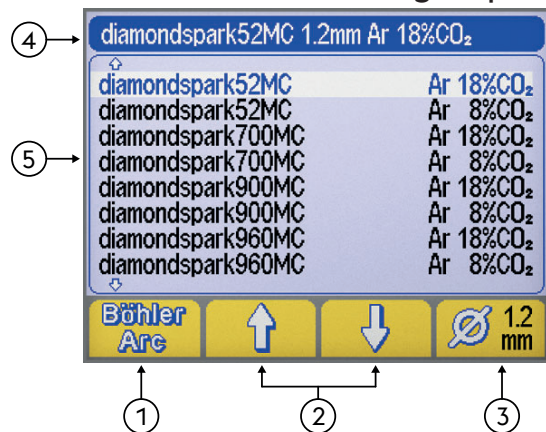 ④ diamondspark52MC 1.2mm Ar 18%CO₂
diamondspark52MC Ar 18%CO₂
diamondspark52MC Ar 8%CO₂
diamondspark700MC Ar 18%CO₂
⑤ diamondspark700MC Ar 8%CO₂
diamondspark900MC Ar 18%CO₂
diamondspark900MC Ar 8%CO₂
diamondspark960MC Ar 18%CO₂
diamondspark960MC Ar 8%CO₂
Böhler Arc
1.2 mm
① ② ③